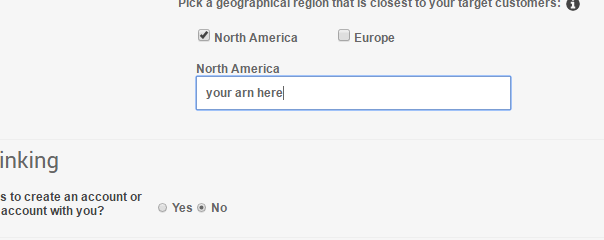 Pick a geographical region that is closest to your target customers:
North America Europe
North America
your arn here
inking
s to create an account or
account with you?
Yes No